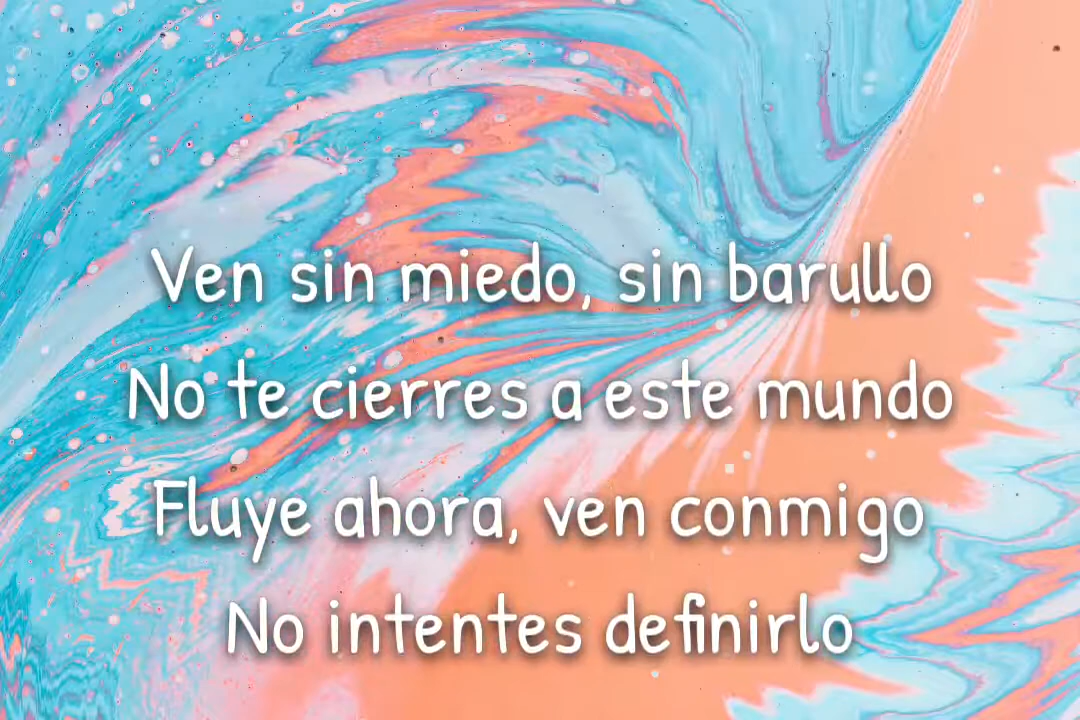 Ven sin miedo, sin barullo
No te cierres a este mundo
Fluye ahora, ven conmigo
No intentes definirlo